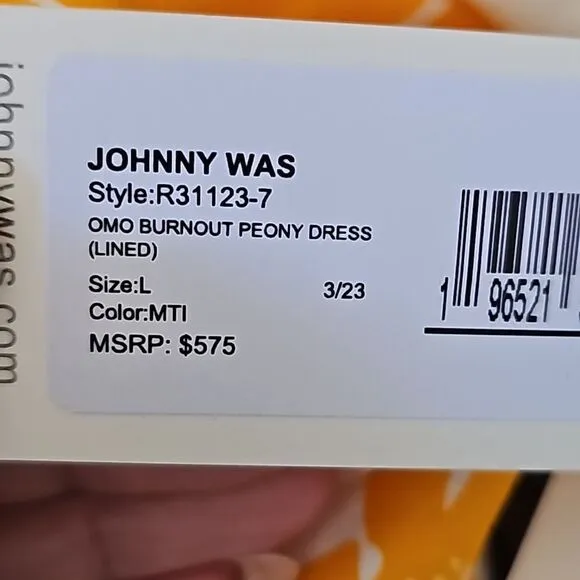 johnnywas.com
JOHNNY WAS
Style:R31123-7
OMO BURNOUT PEONY DRESS
(LINED)
Size:L
3/23
Color:MTI
MSRP: $575
1 96521